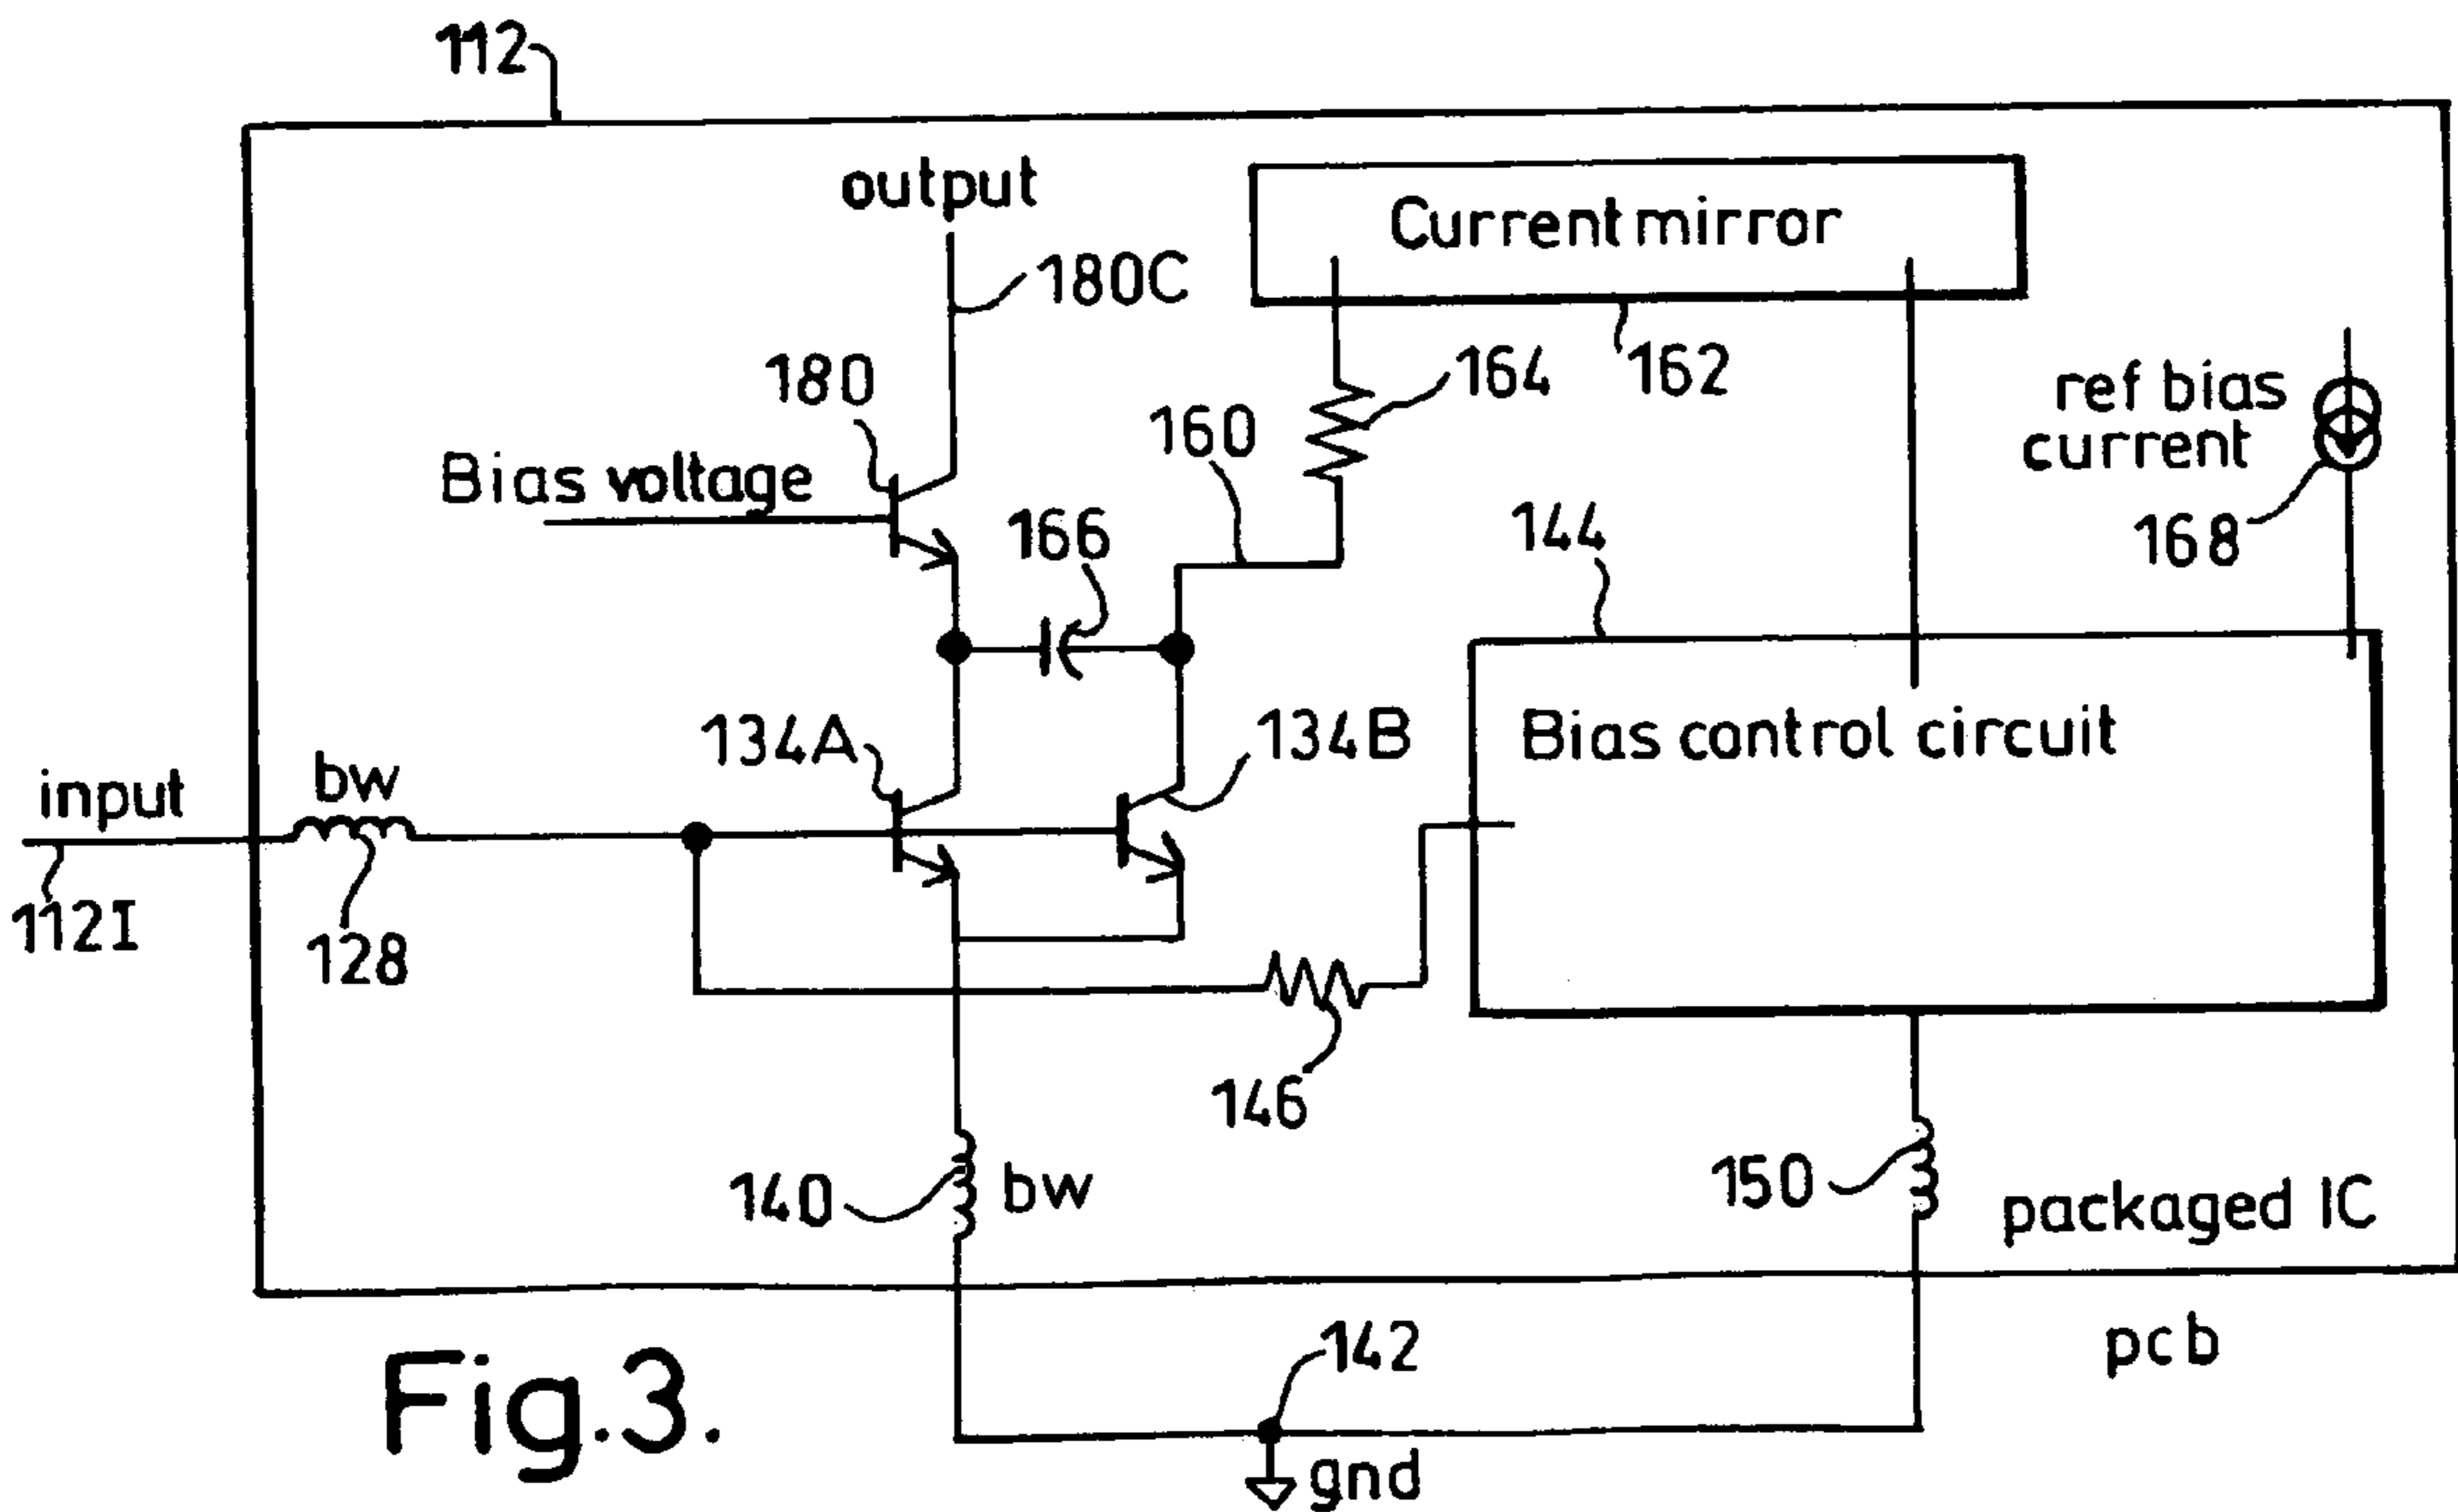 112
output
Current mirror
180C
180
164
162
160
ref bias
current
Bias voltage
166
144
168
134A
134B
Bias control circuit
input
bw
112I
128
146
140
bw
150
packaged IC
142
pcb
Fig.3.
gnd